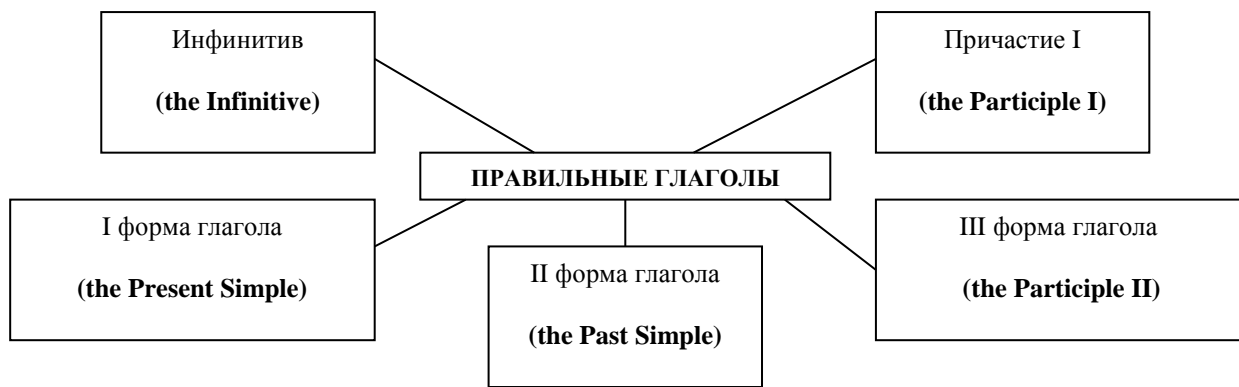 Инфинитив
(the Infinitive)
Причастие I
(the Participle I)
ПРАВИЛЬНЫЕ ГЛАГОЛЫ
I форма глагола
(the Present Simple)
II форма глагола
(the Past Simple)
III форма глагола
(the Participle II)